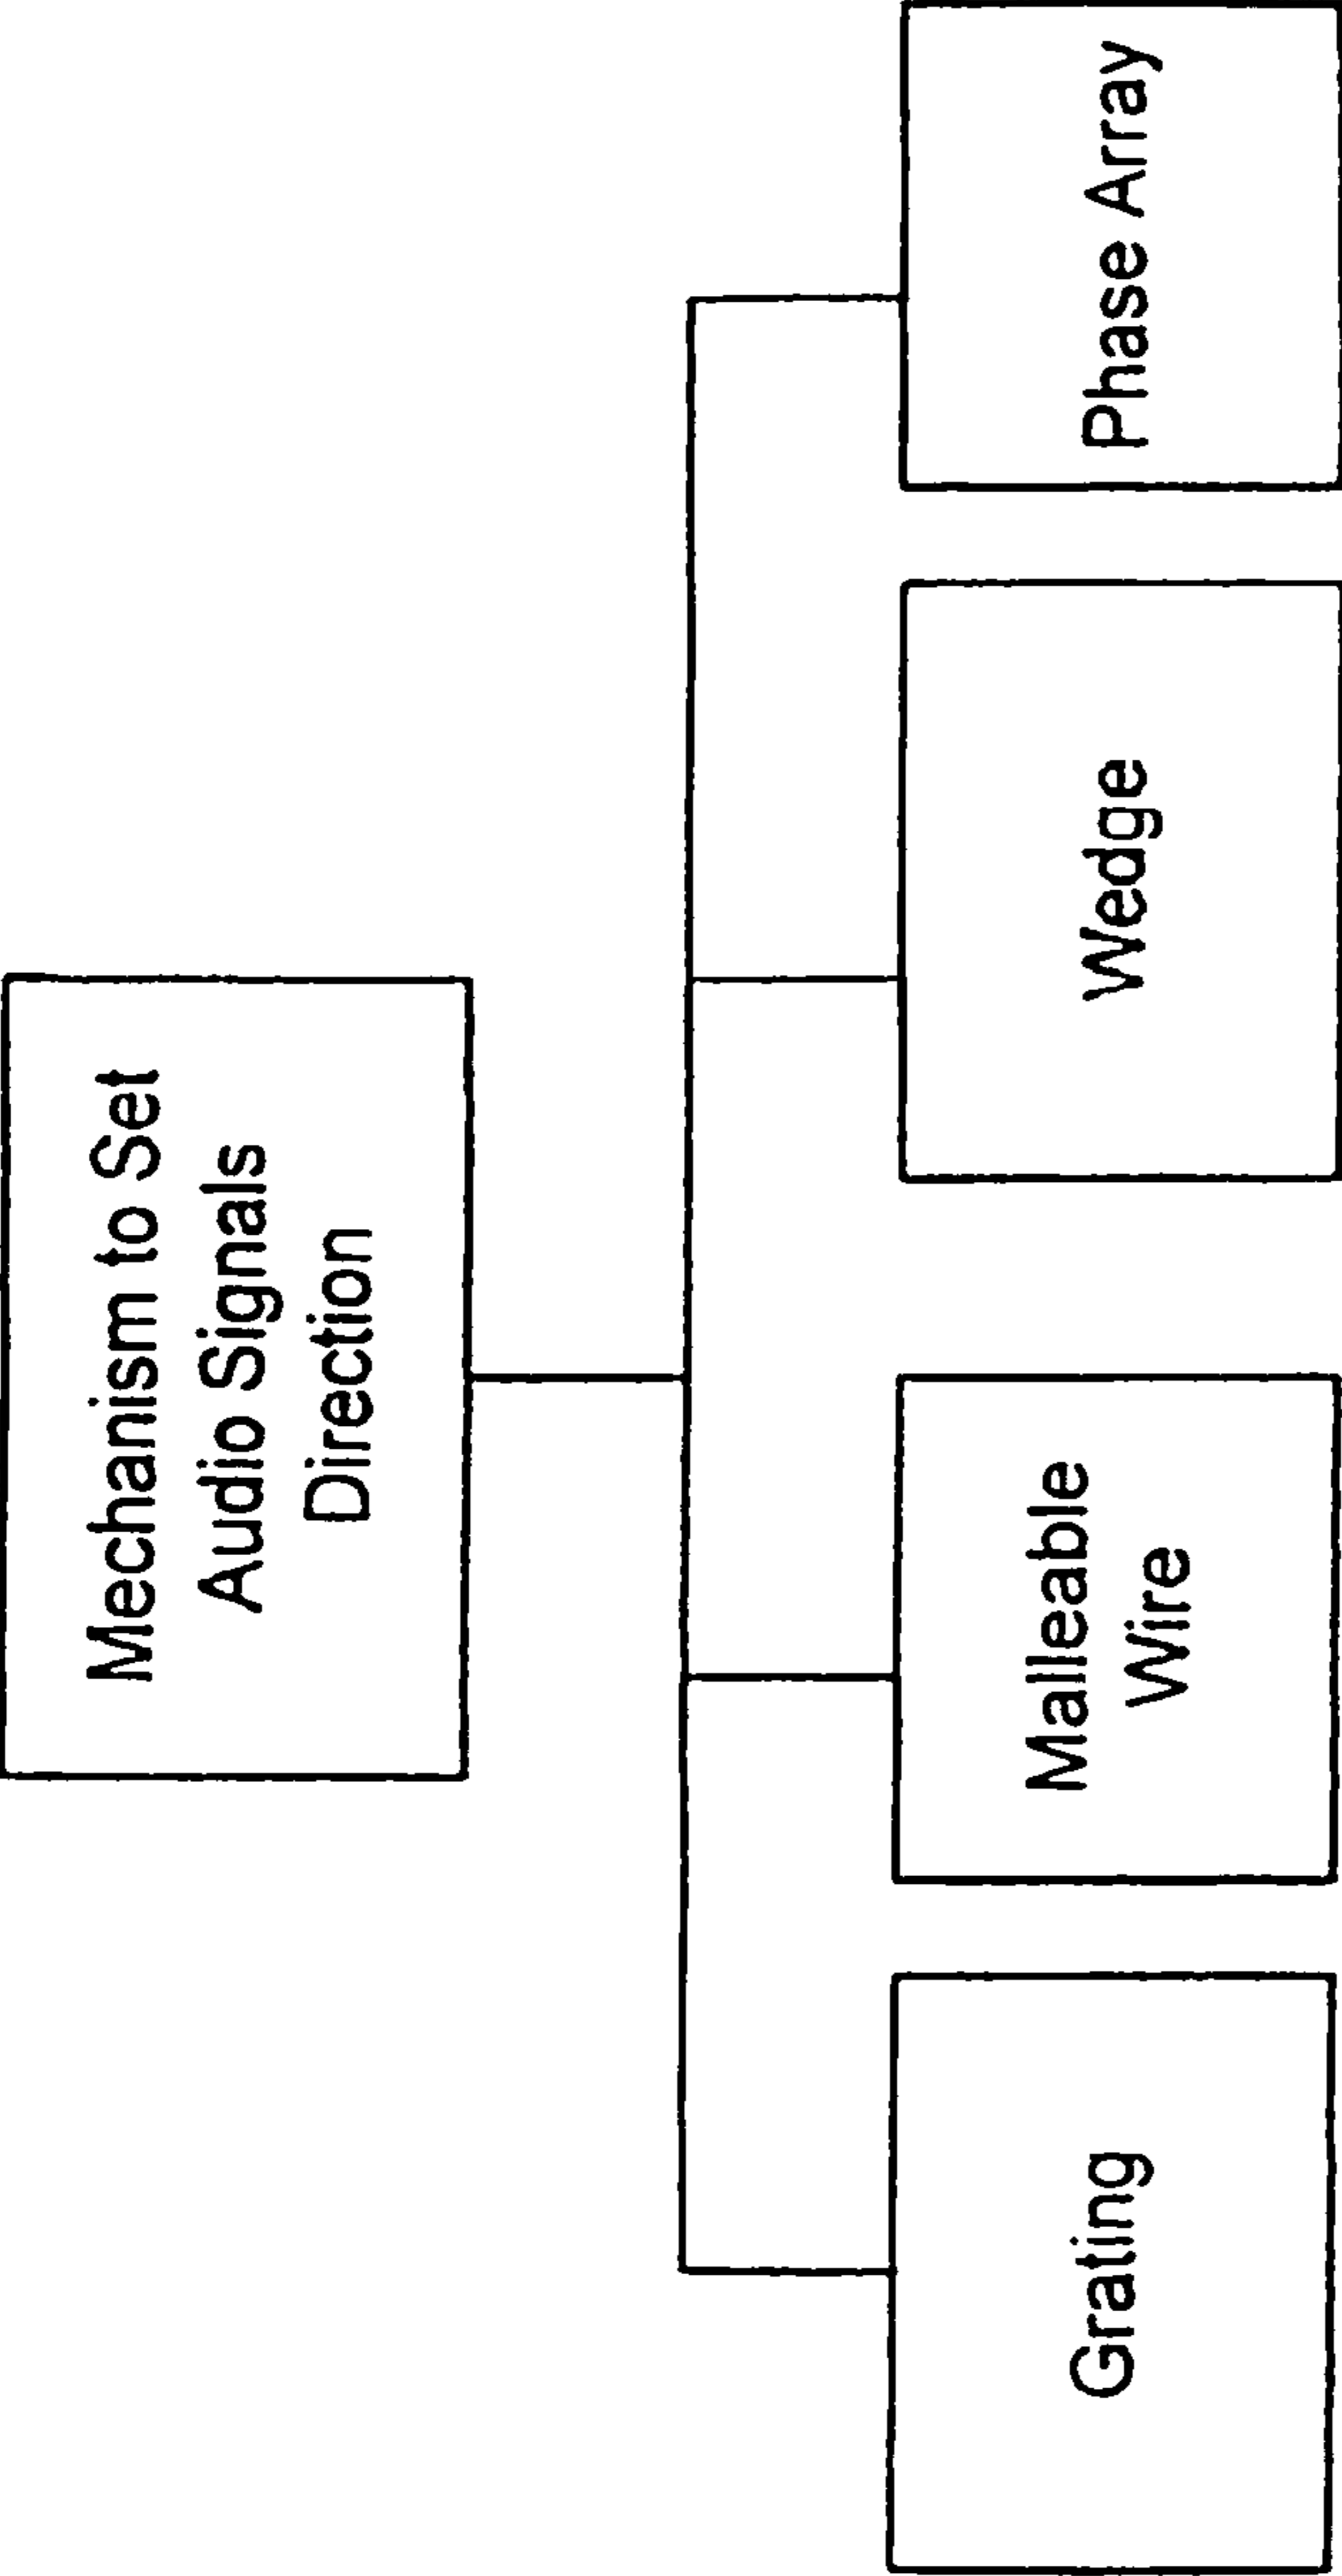 Mechanism to Set
Audio Signals
Direction
Grating
Malleable
Wire
Wedge
Phase Array